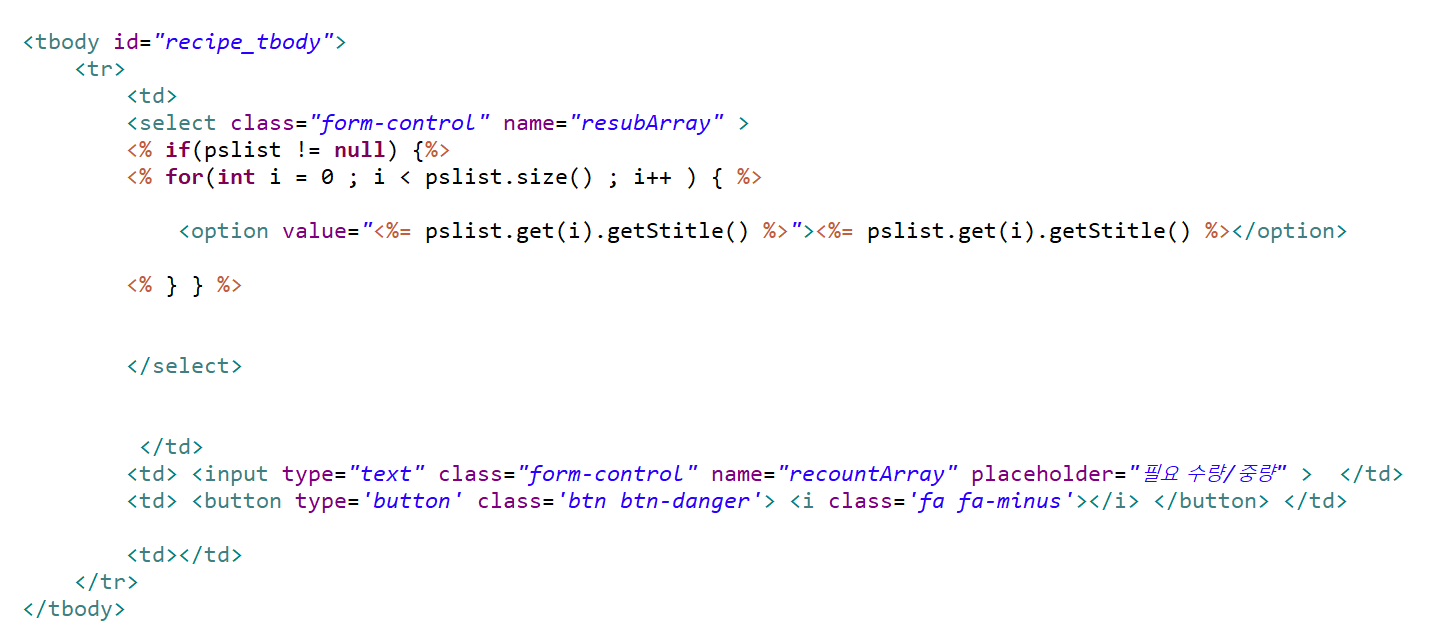 <tbody id="recipe_tbody">
<tr>
<td>
<select class="form-control" name="resubArray" >
<% if(pslist != null) {%>
<% for(int i = 0 ; i < pslist.size() ; i++ ) { %>
<option value="<%= pslist.get(i).getStitle() %>"><%= pslist.get(i).getStitle() %></option>
<% } } %>
</select>
</td>
<td> <input type="text" class="form-control" name="recountArray" placeholder="필요 수량/중량" >  </td>
<td> <button type='button' class='btn btn-danger'> <i class='fa fa-minus'></i> </button> </td>
<td></td>
</tr>
</tbody>